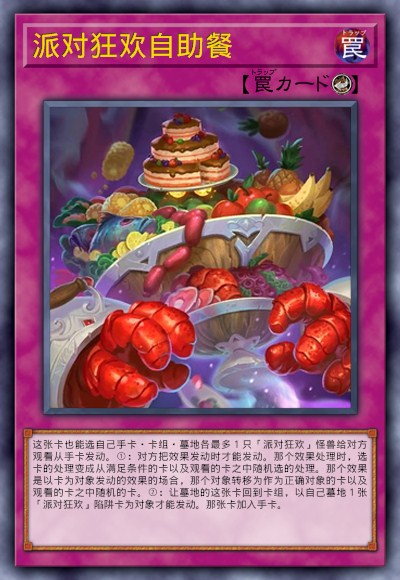 派对狂欢自助餐
トラップ
罠
トラップ
【罠カード】
这张卡也能选自己手卡・卡组・墓地各最多1只「派对狂欢」怪兽给对方
观看从手卡发动。①：对方把效果发动时才能发动。那个效果处理时，选
卡的处理变成从满足条件的卡以及观看的卡之中随机选的处理。那个效果
是以卡为对象发动的效果的场合，那个对象转移为作为正确对象的卡以及
观看的卡之中随机的卡。②：让墓地的这张卡回到卡组，以自己墓地1张
「派对狂欢」陷阱卡为对象才能发动。那张卡加入手卡。